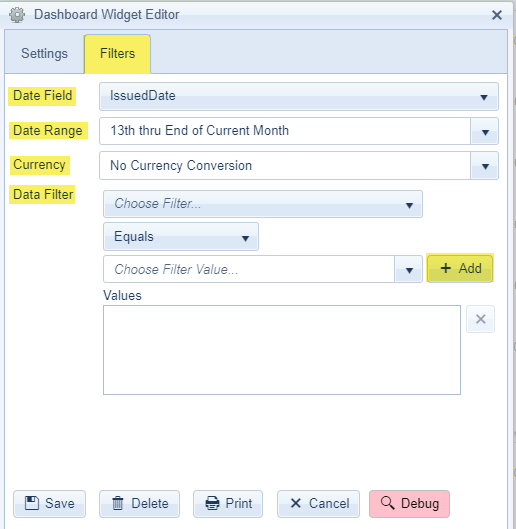 Dashboard Widget Editor
Settings Filters
Date Field IssuedDate
Date Range 13th thru End of Current Month
Currency No Currency Conversion
Data Filter Choose Filter...
Equals
Choose Filter Value... Add
Values
Save Delete Print Cancel Debug